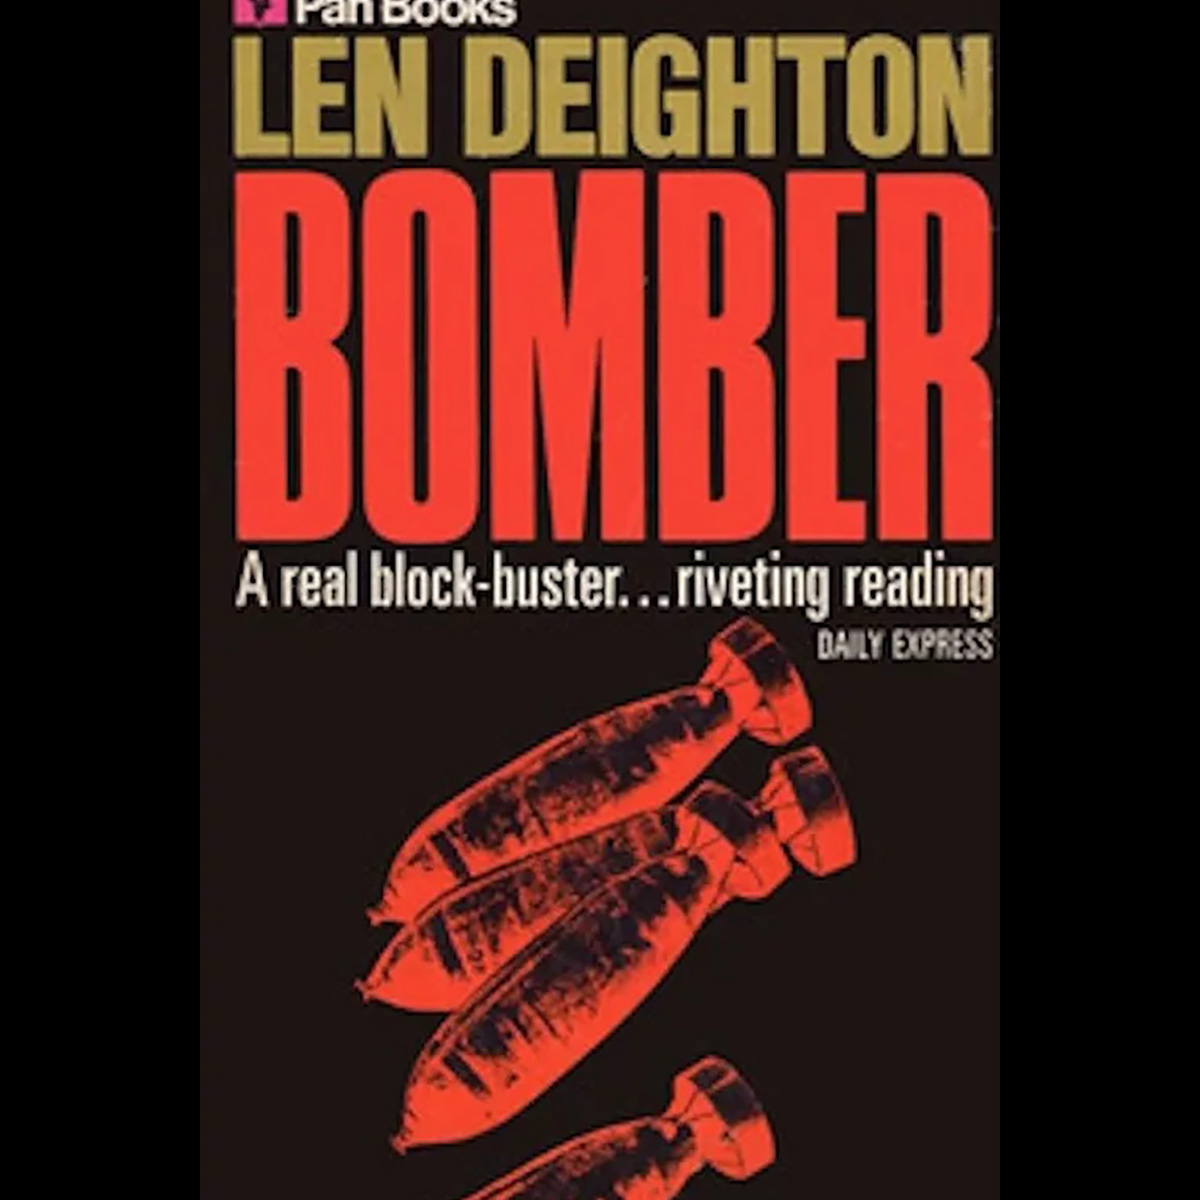 Pan Books
LEN DEIGHTON
BOMBER
A real block-buster...riveting reading
DAILY EXPRESS